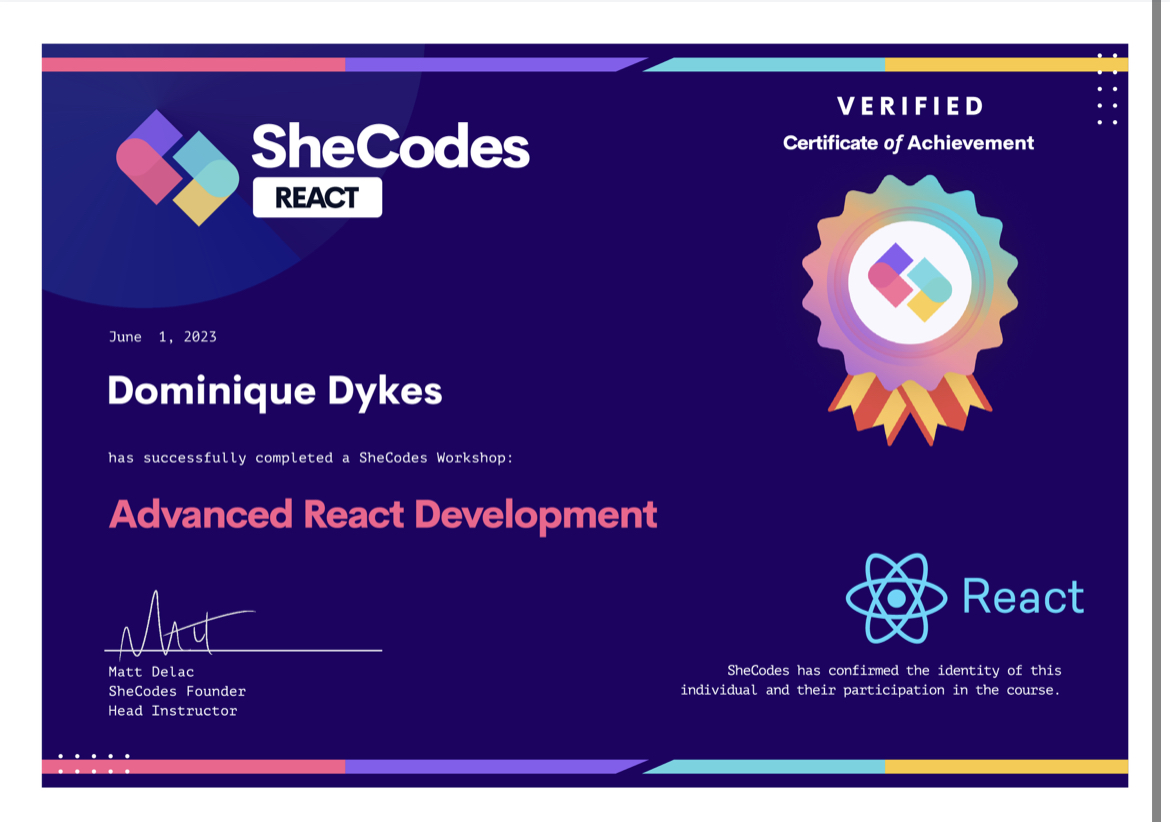 SheCodes
REACT
VERIFIED
Certificate of Achievement
June 1, 2023
Dominique Dykes
has successfully completed a SheCodes Workshop:
Advanced React Development
Matt
Matt Delac
SheCodes Founder
Head Instructor
React
SheCodes has confirmed the identity of this
individual and their participation in the course.